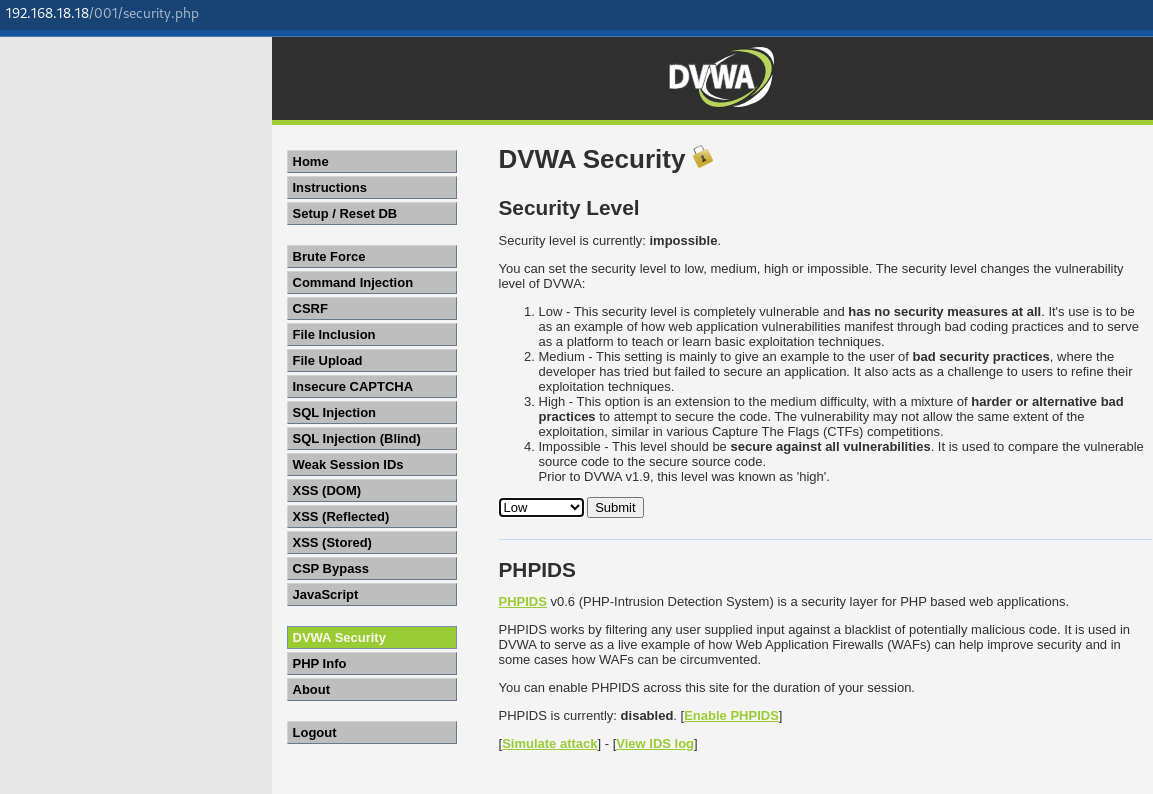 192.168.18.18/001/security.php
DVWA
Home
Instructions
Setup / Reset DB
Brute Force
Command Injection
CSRF
File Inclusion
File Upload
Insecure CAPTCHA
SQL Injection
SQL Injection (Blind)
Weak Session IDs
XSS (DOM)
XSS (Reflected)
XSS (Stored)
CSP Bypass
JavaScript
DVWA Security
PHP Info
About
Logout
DVWA Security
Security Level
Security level is currently: impossible.
You can set the security level to low, medium, high or impossible. The security level changes the vulnerability
level of DVWA:
1. Low - This security level is completely vulnerable and has no security measures at all. It's use is to be
as an example of how web application vulnerabilities manifest through bad coding practices and to serve
as a platform to teach or learn basic exploitation techniques.
2. Medium - This setting is mainly to give an example to the user of bad security practices, where the
developer has tried but failed to secure an application. It also acts as a challenge to users to refine their
exploitation techniques.
3. High - This option is an extension to the medium difficulty, with a mixture of harder or alternative bad
practices to attempt to secure the code. The vulnerability may not allow the same extent of the
exploitation, similar in various Capture The Flags (CTFs) competitions.
4. Impossible - This level should be secure against all vulnerabilities. It is used to compare the vulnerable
source code to the secure source code.
Prior to DVWA v1.9, this level was known as 'high'.
Low Submit
PHPIDS
PHPIDS v0.6 (PHP-Intrusion Detection System) is a security layer for PHP based web applications.
PHPIDS works by filtering any user supplied input against a blacklist of potentially malicious code. It is used in
DVWA to serve as a live example of how Web Application Firewalls (WAFs) can help improve security and in
some cases how WAFs can be circumvented.
You can enable PHPIDS across this site for the duration of your session.
PHPIDS is currently: disabled. [Enable PHPIDS]
[Simulate attack] - [View IDS log]